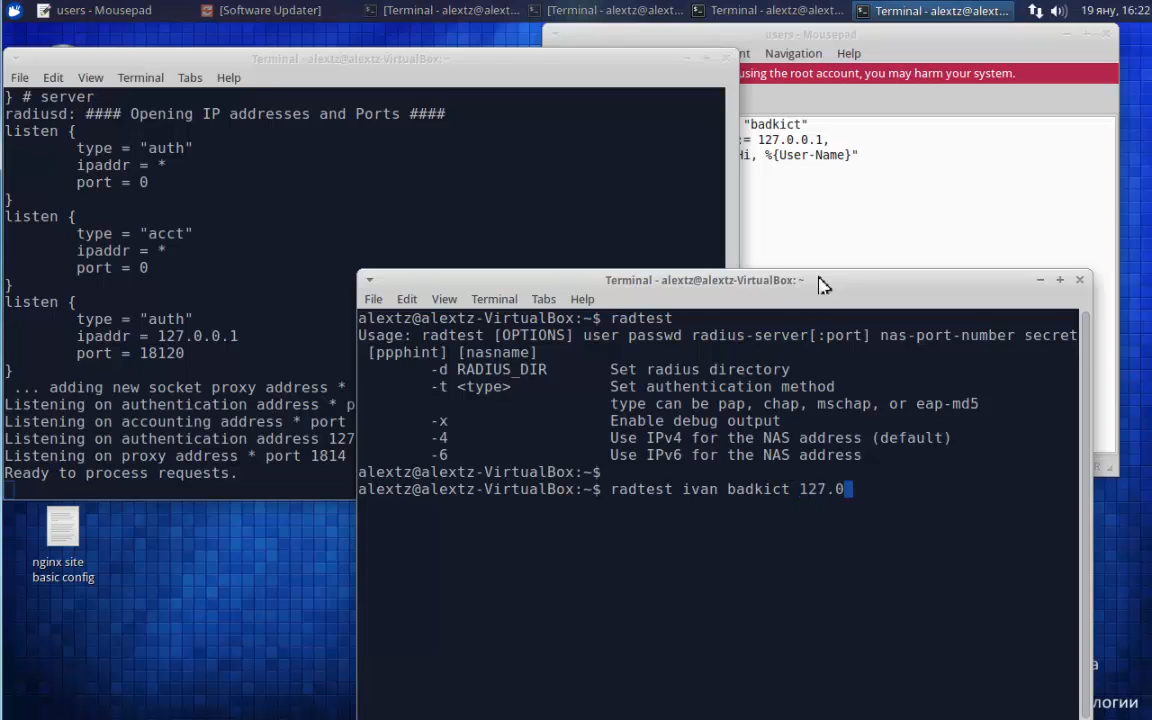 users - Mousepad
[Software Updater]
[Terminal - alextz@alext...
[Terminal - alextz@alext...
Terminal - alextz@alext...
Terminal - alextz@alext...
19 яну, 16:22
users - Mousepad
Terminal - alextz@alextz-VirtualBox: ~
nt Navigation Help
File Edit View Terminal Tabs Help
using the root account, you may harm your system.
} # server
radiusd: #### Opening IP addresses and Ports ####
listen {
type = "auth"
ipaddr = *
port = 0
}
listen {
type = "acct"
ipaddr = *
port = 0
}
listen {
type = "auth"
ipaddr = 127.0.0.1
port = 18120
}
... adding new socket proxy address *
Listening on authentication address * p
Listening on accounting address * port
Listening on authentication address 127
Listening on proxy address * port 1814
Ready to process requests.
"badkict"
:= 127.0.0.1,
Hi, %{User-Name}"
Terminal - alextz@alextz-VirtualBox: ~
File Edit View Terminal Tabs Help
alextz@alextz-VirtualBox:~$ radtest
Usage: radtest [OPTIONS] user passwd radius-server[:port] nas-port-number secret
[ppphint] [nasname]
-d RADIUS_DIR Set radius directory
-t <type> Set authentication method
type can be pap, chap, mschap, or eap-md5
-x Enable debug output
-4 Use IPv4 for the NAS address (default)
-6 Use IPv6 for the NAS address
alextz@alextz-VirtualBox:~$
alextz@alextz-VirtualBox:~$ radtest ivan badkict 127.0
R
nginx site
basic config
а
логии